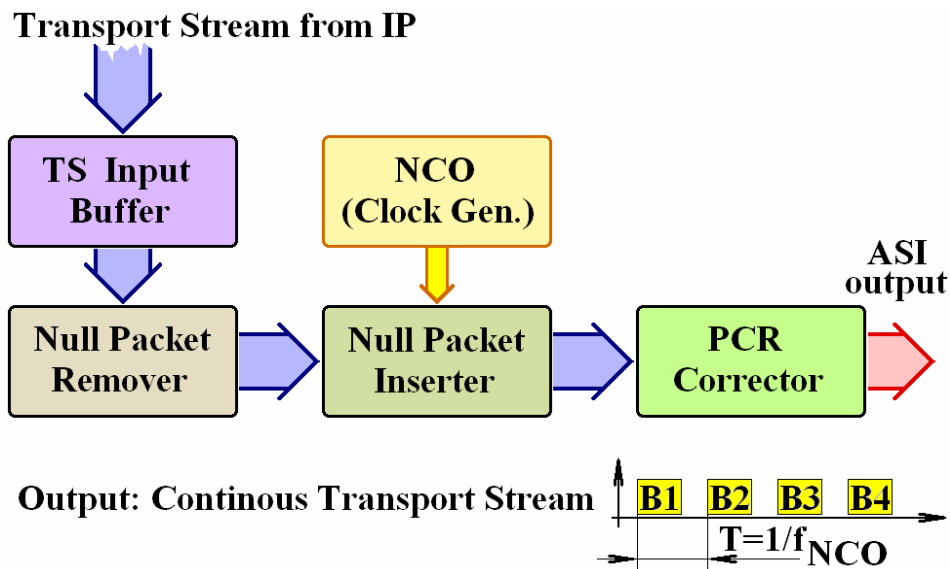 Transport Stream from IP
TS Input
Buffer
NCO
(Clock Gen.)
ASI
output
Null Packet
Remover
Null Packet
Inserter
PCR
Corrector
Output: Continous Transport Stream
B1 B2 B3 B4
T=1/fNCO